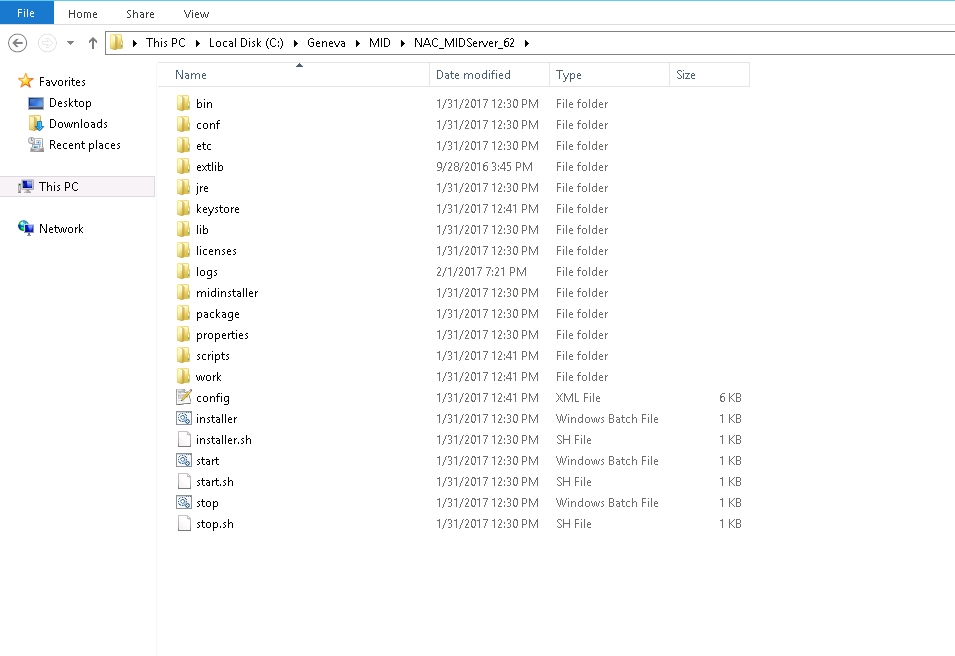 File Home Share View
This PC Local Disk (C:) Geneva MID NAC_MIDServer_62
Favorites
Desktop
Downloads
Recent places
This PC
Network
Name Date modified Type Size
bin 1/31/2017 12:30 PM File folder
conf 1/31/2017 12:30 PM File folder
etc 1/31/2017 12:30 PM File folder
extlib 9/28/2016 3:45 PM File folder
jre 1/31/2017 12:30 PM File folder
keystore 1/31/2017 12:41 PM File folder
lib 1/31/2017 12:30 PM File folder
licenses 1/31/2017 12:30 PM File folder
logs 2/1/2017 7:21 PM File folder
midinstaller 1/31/2017 12:30 PM File folder
package 1/31/2017 12:30 PM File folder
properties 1/31/2017 12:30 PM File folder
scripts 1/31/2017 12:41 PM File folder
work 1/31/2017 12:41 PM File folder
config 1/31/2017 12:41 PM XML File 6 KB
installer 1/31/2017 12:30 PM Windows Batch File 1 KB
installer.sh 1/31/2017 12:30 PM SH File 1 KB
start 1/31/2017 12:30 PM Windows Batch File 1 KB
start.sh 1/31/2017 12:30 PM SH File 1 KB
stop 1/31/2017 12:30 PM Windows Batch File 1 KB
stop.sh 1/31/2017 12:30 PM SH File 1 KB